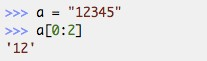 >>> a = "12345"
>>> a[0:2]
'12'